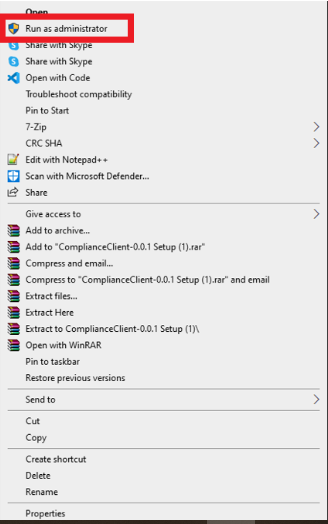 Open
Run as administrator
Share with Skype
Share with Skype
Open with Code
Troubleshoot compatibility
Pin to Start
7-Zip
CRC SHA
Edit with Notepad++
Scan with Microsoft Defender...
Share
Give access to
Add to archive...
Add to "ComplianceClient-0.0.1 Setup (1).rar"
Compress and email...
Compress to "ComplianceClient-0.0.1 Setup (1).rar" and email
Extract files...
Extract Here
Extract to ComplianceClient-0.0.1 Setup (1)\
Open with WinRAR
Pin to taskbar
Restore previous versions
Send to
Cut
Copy
Create shortcut
Delete
Rename
Properties